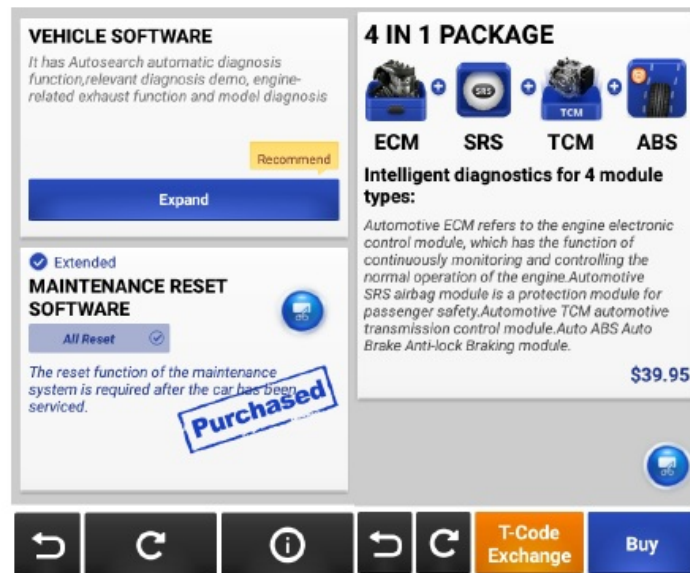 VEHICLE SOFTWARE
It has Autosearch automatic diagnosis
function,relevant diagnosis demo, engine-
related exhaust function and model diagnosis
Recommend
Expand
Extended
MAINTENANCE RESET
SOFTWARE
All Reset
The reset function of the maintenance
system is required after the car has been
serviced.
Purchased
4 IN 1 PACKAGE
SRS
TCM
ECM SRS TCM ABS
Intelligent diagnostics for 4 module
types:
Automotive ECM refers to the engine electronic
control module, which has the function of
continuously monitoring and controlling the
normal operation of the engine.Automotive
SRS airbag module is a protection module for
passenger safety.Automotive TCM automotive
transmission control module.Auto ABS Auto
Brake Anti-lock Braking module.
$39.95
T-Code
Exchange
Buy